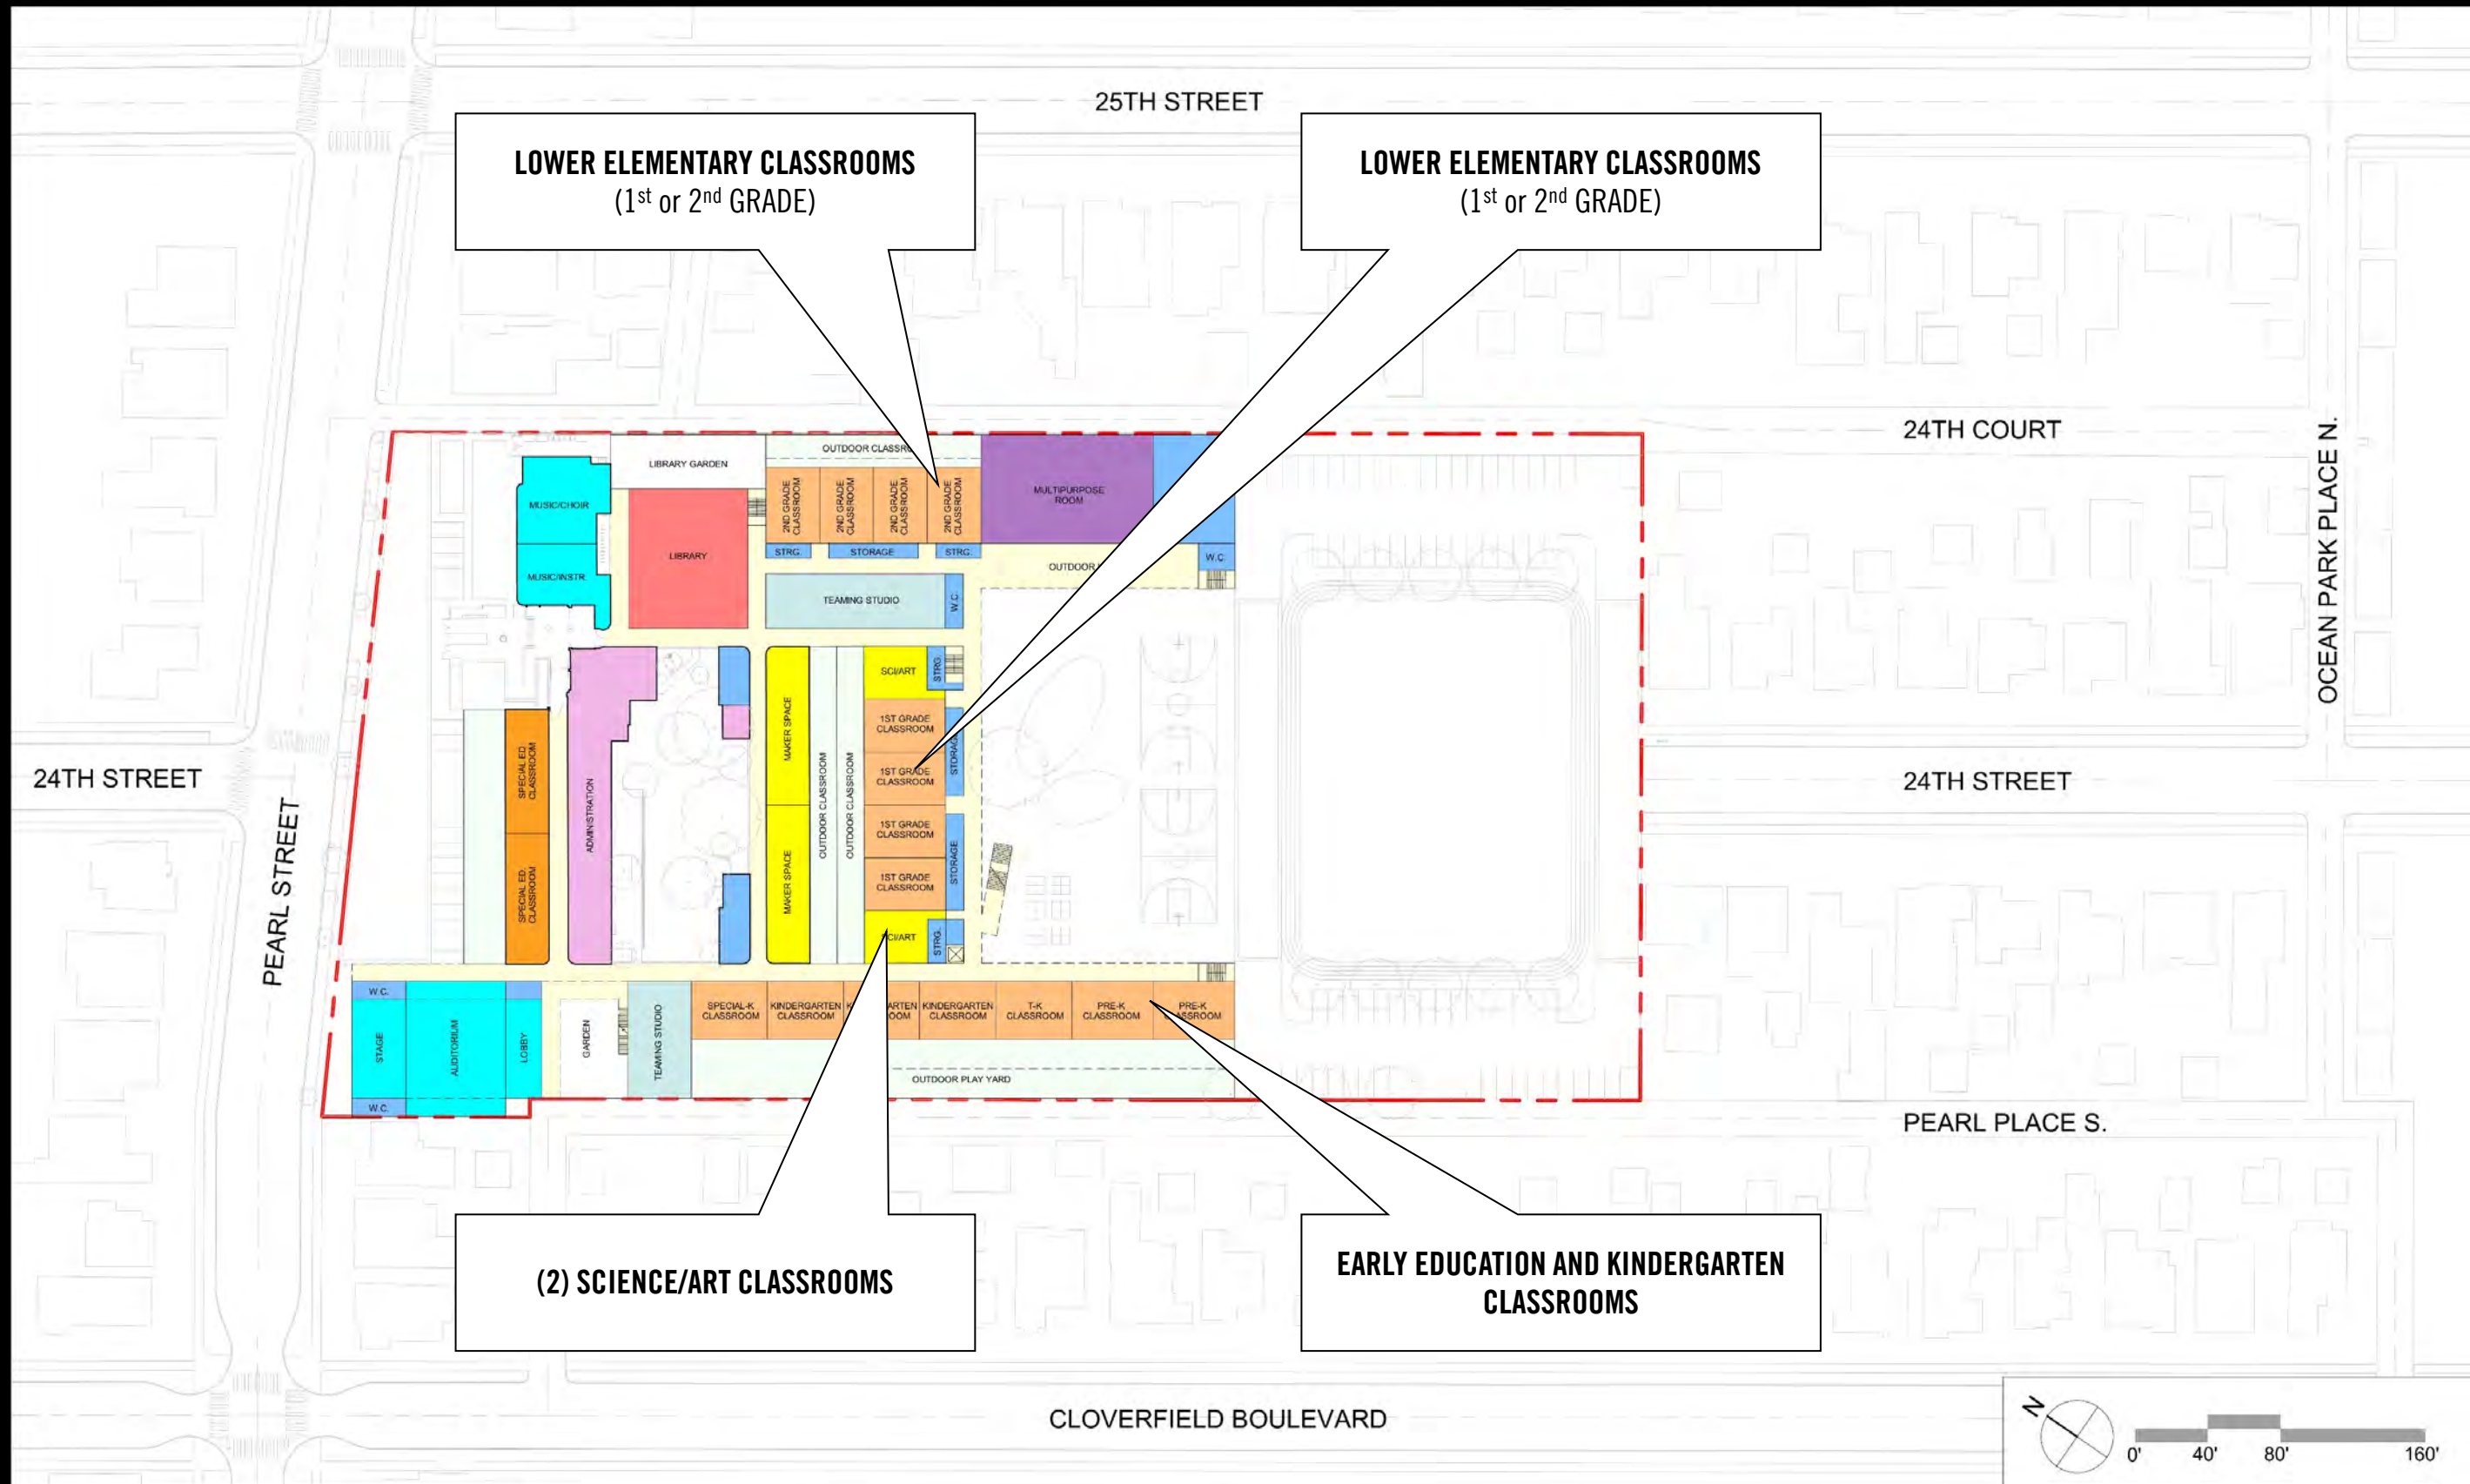 25TH STREET
LOWER ELEMENTARY CLASSROOMS
(1st or 2nd GRADE)
LOWER ELEMENTARY CLASSROOMS
(1st or 2nd GRADE)
24TH COURT
OCEAN PARK PLACE N.
OUTDOOR
LIBRARY GARDEN
2ND GRADE
CLASSROOM
2ND GRADE
CLASSROOM
2ND GRADE
CLASSROOM
2ND GRADE
CLASSROOM
MULTIPURPOSE
ROOM
MUSIC/CHOIR
LIBRARY
STRG.
STORAGE
STRG.
W.C.
OUTDOOR
MUSIC/INSTR.
TEAMING STUDIO
W.C.
SCI/ART
STRG.
MAKER SPACE
1ST GRADE
CLASSROOM
STORAGE
1ST GRADE
CLASSROOM
SPECIAL ED.
CLASSROOM
ADMINISTRATION
OUTDOOR CLASSROOM
OUTDOOR CLASSROOM
24TH STREET
24TH STREET
PEARL STREET
1ST GRADE
CLASSROOM
STORAGE
SPECIAL ED.
CLASSROOM
MAKER SPACE
1ST GRADE
CLASSROOM
STRG.
W.C.
STAGE
AUDITORIUM
LOBBY
GARDEN
TEAMING STUDIO
SPECIAL-K
CLASSROOM
KINDERGARTEN
CLASSROOM
KINDERGARTEN
CLASSROOM
T-K
CLASSROOM
PRE-K
CLASSROOM
PRE-K
OUTDOOR PLAY YARD
W.C.
PEARL PLACE S.
(2) SCIENCE/ART CLASSROOMS
EARLY EDUCATION AND KINDERGARTEN
CLASSROOMS
CLOVERFIELD BOULEVARD
N
0' 40' 80' 160'